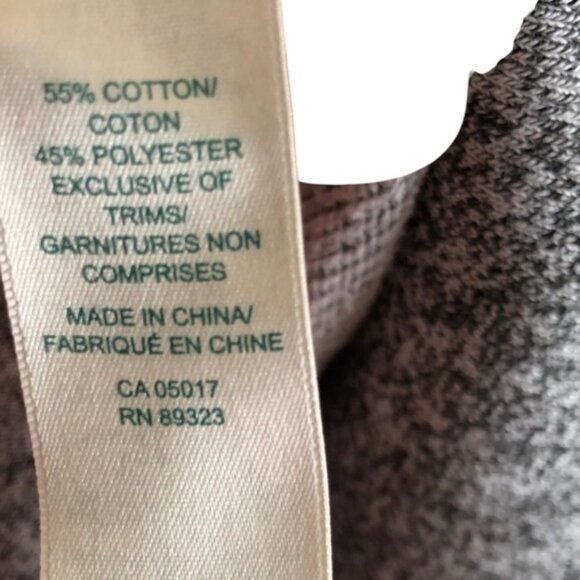 55% COTTON/
COTON
45% POLYESTER
EXCLUSIVE OF
TRIMS/
GARNITURES NON
COMPRISES
MADE IN CHINA/
FABRIQUÉ EN CHINE
CA 05017
RN 89323